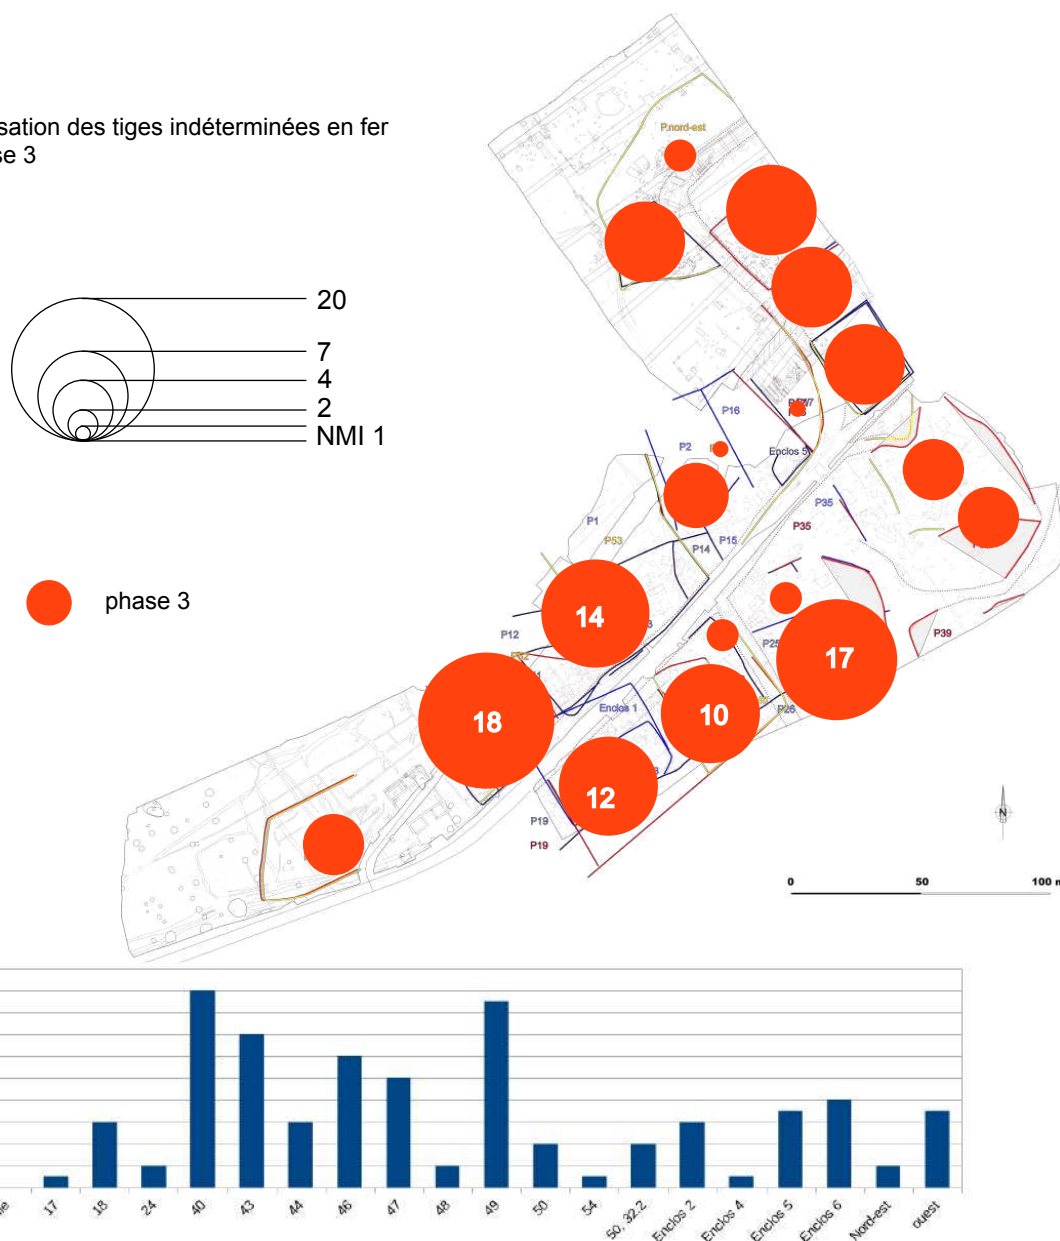 sation des tiges indéterminées en fer
se 3
20
7
4
2
NMI 1
phase 3
P.nord-est
P16
P2
Enclos 5
P1
P53
P15
P14
P35
P35
P12
14
18
17
10
12
P25
P26
P39
Enclos 1
P19
P19
N
0 50 100 m
17 18 24 40 43 44 46 47 48 49 50 54 50, 32.2 Enclos 2 Enclos 4 Enclos 5 Enclos 6 Nord-est ouest